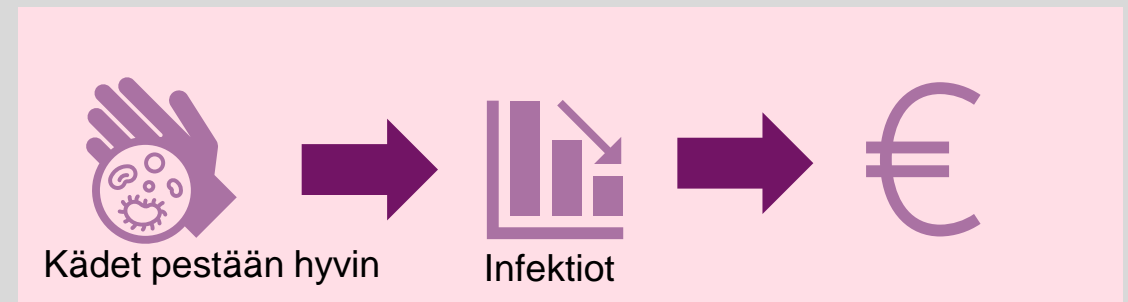 €
Kädet pestään hyvin
Infektiot